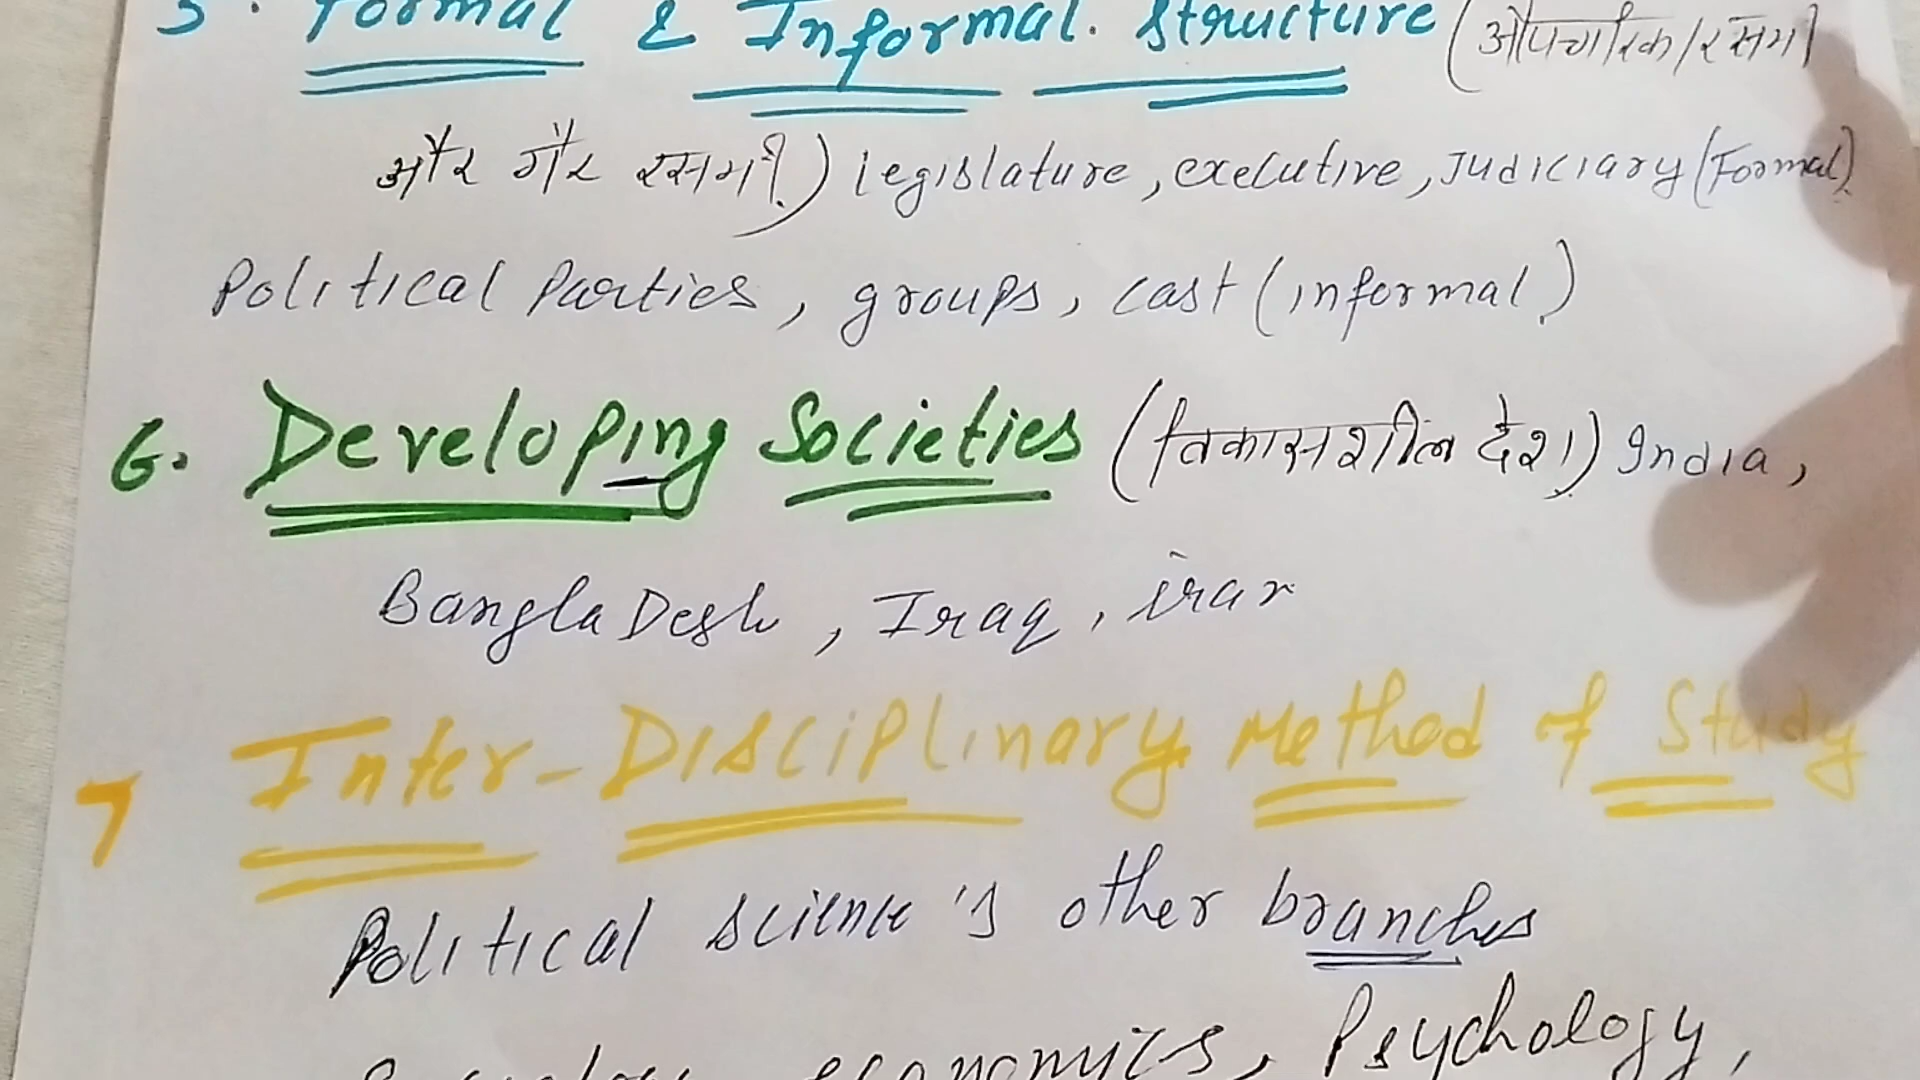 5. Formal & Informal. Structure (औपचारिक/रसमी
और गैर रसमी) legislature, executive, Judiciary (Formal)
Political Parties, groups, cast (informal)
6. Developing Societies (विकासशील देश) India,
Bangla Desh, Iraq, iran
7 Inter-Disciplinary Method of Study
Political science's other branches
economics, Psychology,